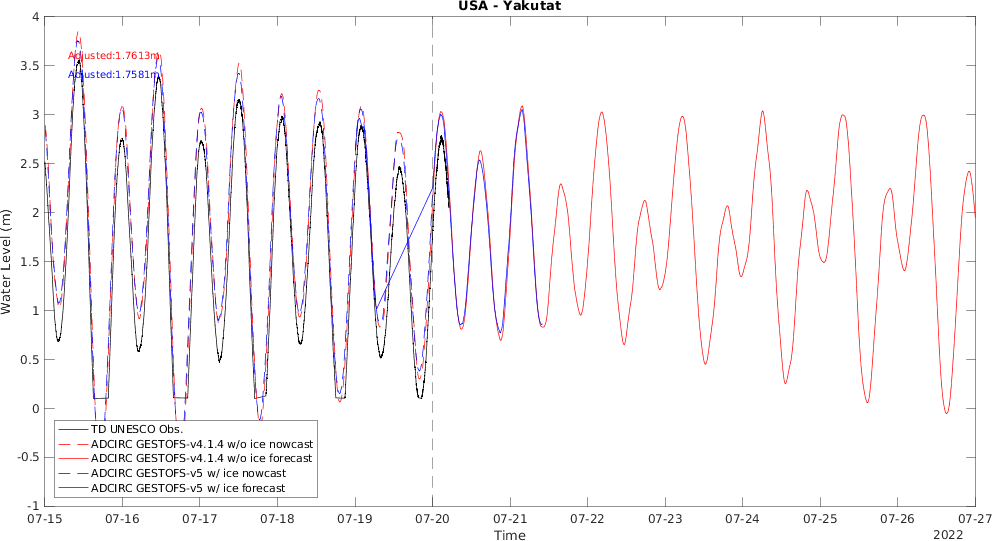 USA - Yakutat
4
3.5
3
2.5
2
1.5
1
0.5
0
-0.5
-1
Water Level (m)
Adjusted:1.7613m
Adjusted:1.7581m
TD UNESCO Obs.
ADCIRC GESTOFS-v4.1.4 w/o ice nowcast
ADCIRC GESTOFS-v4.1.4 w/o ice forecast
ADCIRC GESTOFS-v5 w/ ice nowcast
ADCIRC GESTOFS-v5 w/ ice forecast
07-15 07-16 07-17 07-18 07-19 07-20 07-21 07-22 07-23 07-24 07-25 07-26 07-27
Time
2022